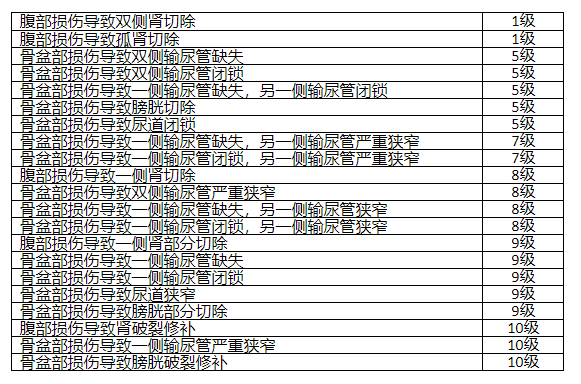 腹部损伤导致双侧肾切除 1级
腹部损伤导致孤肾切除 1级
骨盆部损伤导致双侧输尿管缺失 5级
骨盆部损伤导致双侧输尿管闭锁 5级
骨盆部损伤导致一侧输尿管缺失，另一侧输尿管闭锁 5级
骨盆部损伤导致膀胱切除 5级
骨盆部损伤导致尿道闭锁 5级
骨盆部损伤导致一侧输尿管缺失，另一侧输尿管严重狭窄 7级
骨盆部损伤导致一侧输尿管闭锁，另一侧输尿管严重狭窄 7级
腹部损伤导致一侧肾切除 8级
骨盆部损伤导致双侧输尿管严重狭窄 8级
骨盆部损伤导致一侧输尿管缺失，另一侧输尿管狭窄 8级
骨盆部损伤导致一侧输尿管闭锁，另一侧输尿管狭窄 8级
腹部损伤导致一侧肾部分切除 9级
骨盆部损伤导致一侧输尿管缺失 9级
骨盆部损伤导致一侧输尿管闭锁 9级
骨盆部损伤导致尿道狭窄 9级
骨盆部损伤导致膀胱部分切除 9级
腹部损伤导致肾破裂修补 10级
骨盆部损伤导致一侧输尿管严重狭窄 10级
骨盆部损伤导致膀胱破裂修补 10级